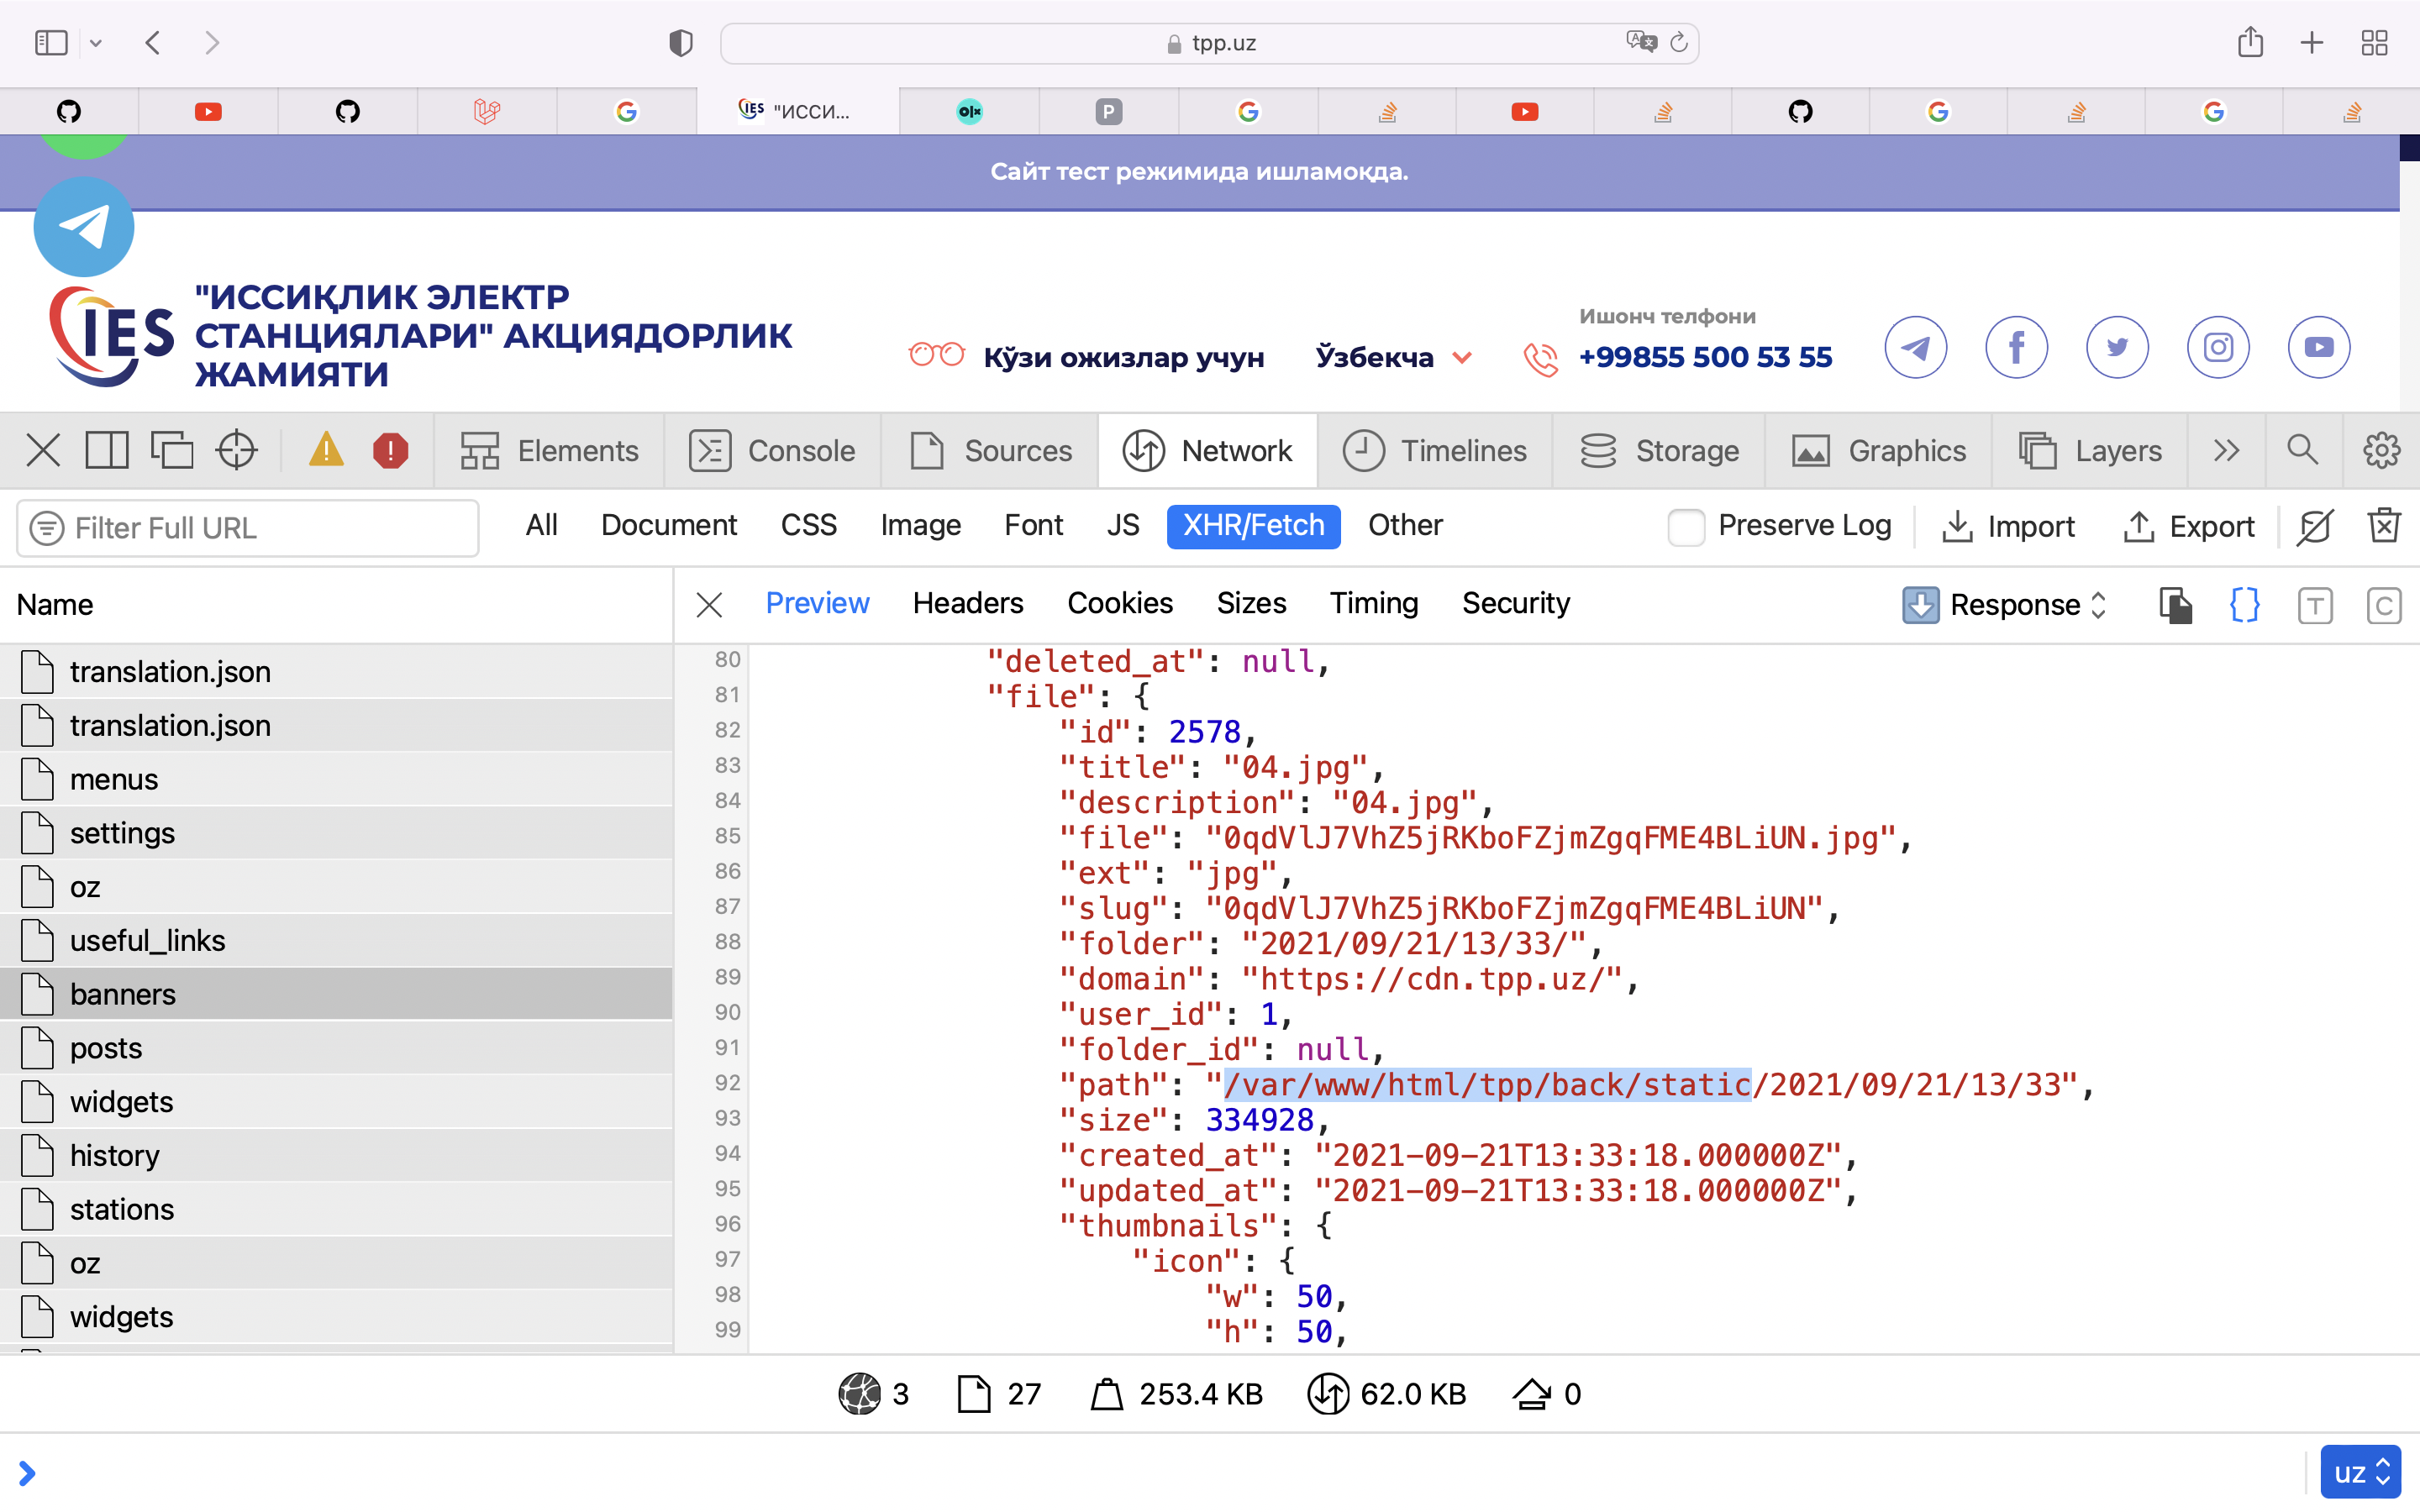 tpp.uz
IES "ИССИ...
olx
P
Сайт тест режимида ишламоқда.
IES
"ИССИҚЛИК ЭЛЕКТР
СТАНЦИЯЛАРИ" АКЦИЯДОРЛИК
ЖАМИЯТИ
Кўзи ожизлар учун
Ўзбекча
Ишонч телфони
+99855 500 53 55
Elements Console Sources Network Timelines Storage Graphics Layers
Filter Full URL
All Document CSS Image Font JS XHR/Fetch Other
Preserve Log Import Export
Name
Preview Headers Cookies Sizes Timing Security
Response {} T C
translation.json
translation.json
menus
settings
oz
useful_links
banners
posts
widgets
history
stations
oz
widgets
80 "deleted_at": null,
81 "file": {
82 "id": 2578,
83 "title": "04.jpg",
84 "description": "04.jpg",
85 "file": "0qdVlJ7VhZ5jRKboFZjmZgqFME4BLiUN.jpg",
86 "ext": "jpg",
87 "slug": "0qdVlJ7VhZ5jRKboFZjmZgqFME4BLiUN",
88 "folder": "2021/09/21/13/33/",
89 "domain": "https://cdn.tpp.uz/",
90 "user_id": 1,
91 "folder_id": null,
92 "path": "/var/www/html/tpp/back/static/2021/09/21/13/33",
93 "size": 334928,
94 "created_at": "2021-09-21T13:33:18.000000Z",
95 "updated_at": "2021-09-21T13:33:18.000000Z",
96 "thumbnails": {
97 "icon": {
98 "w": 50,
99 "h": 50,
3 27 253.4 KB 62.0 KB 0
uz